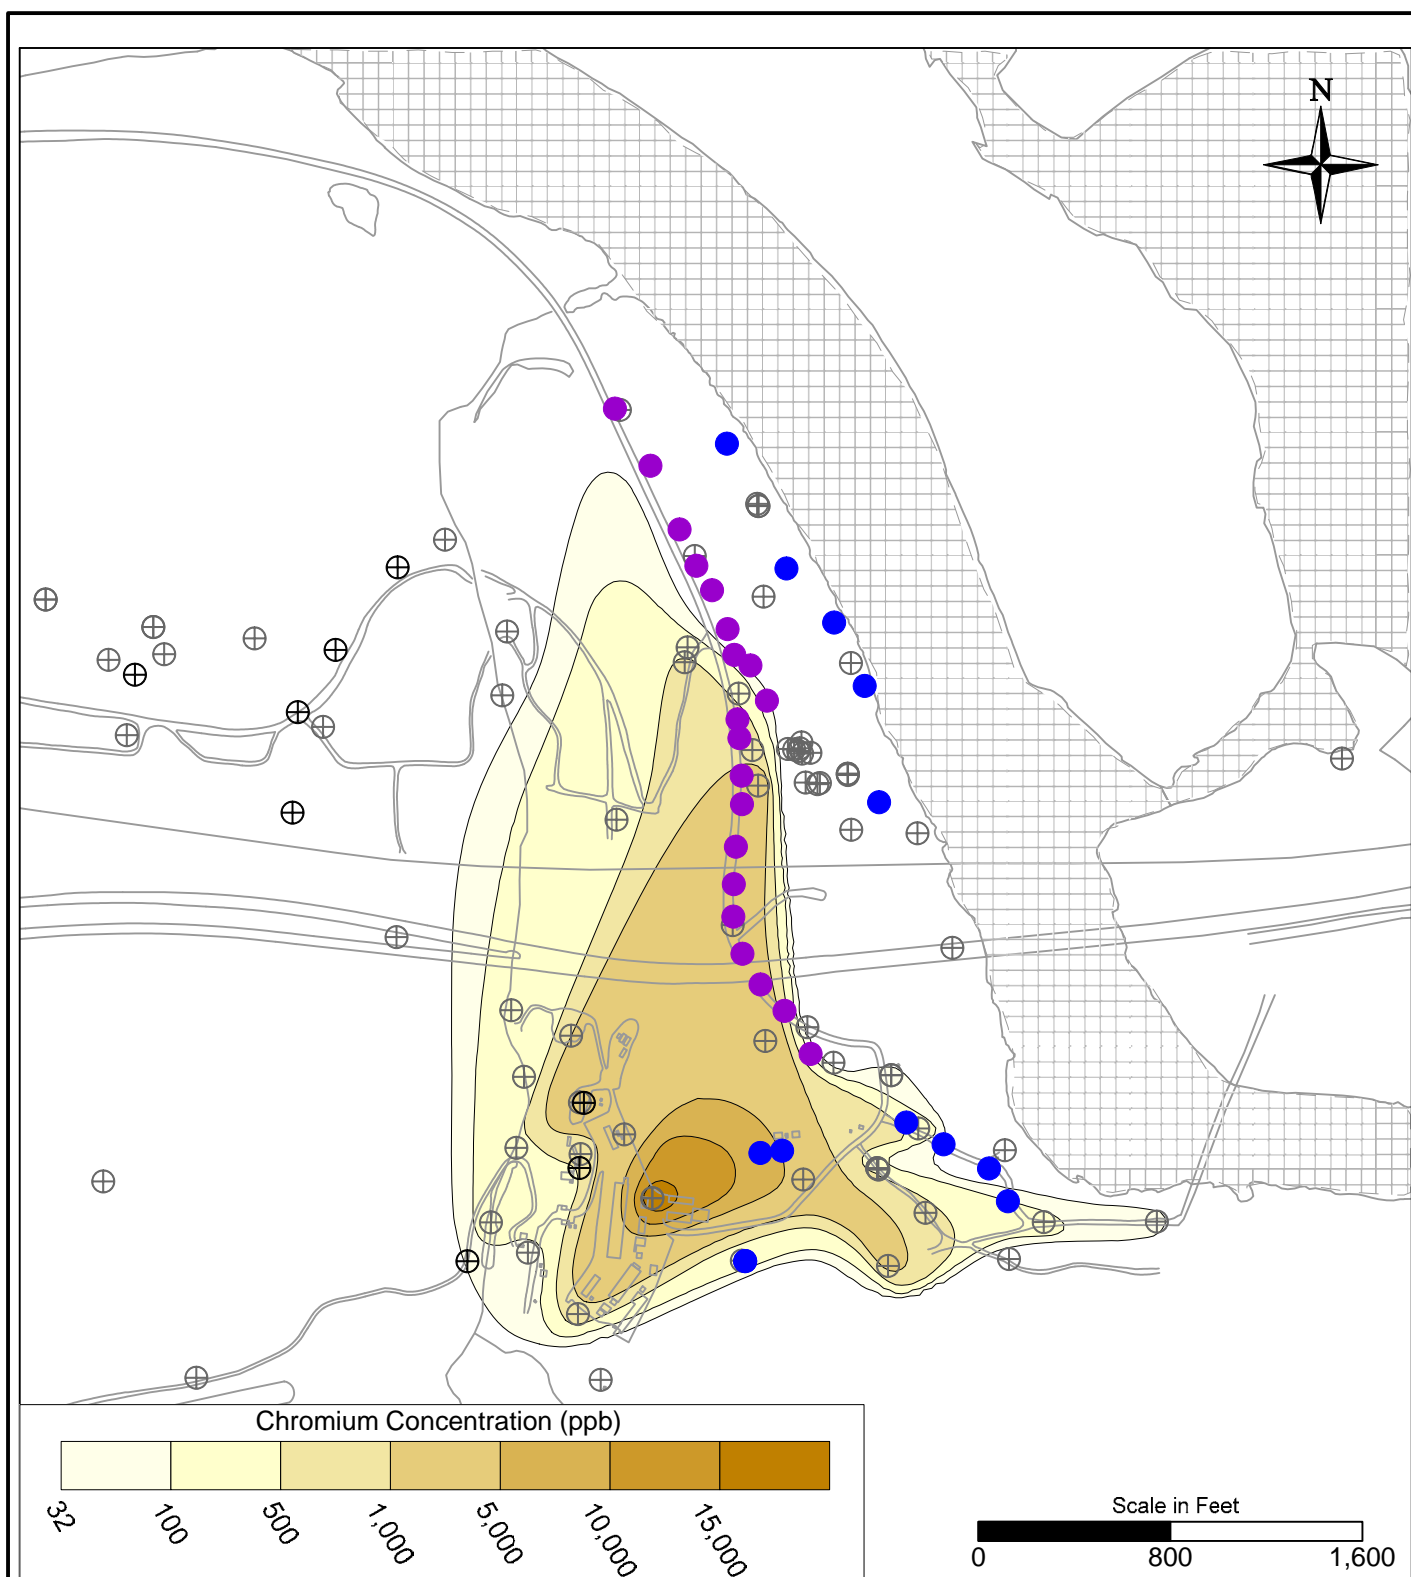 N
Chromium Concentration (ppb)
32 100 500 1,000 5,000 10,000 15,000
Scale in Feet
0 800 1,600